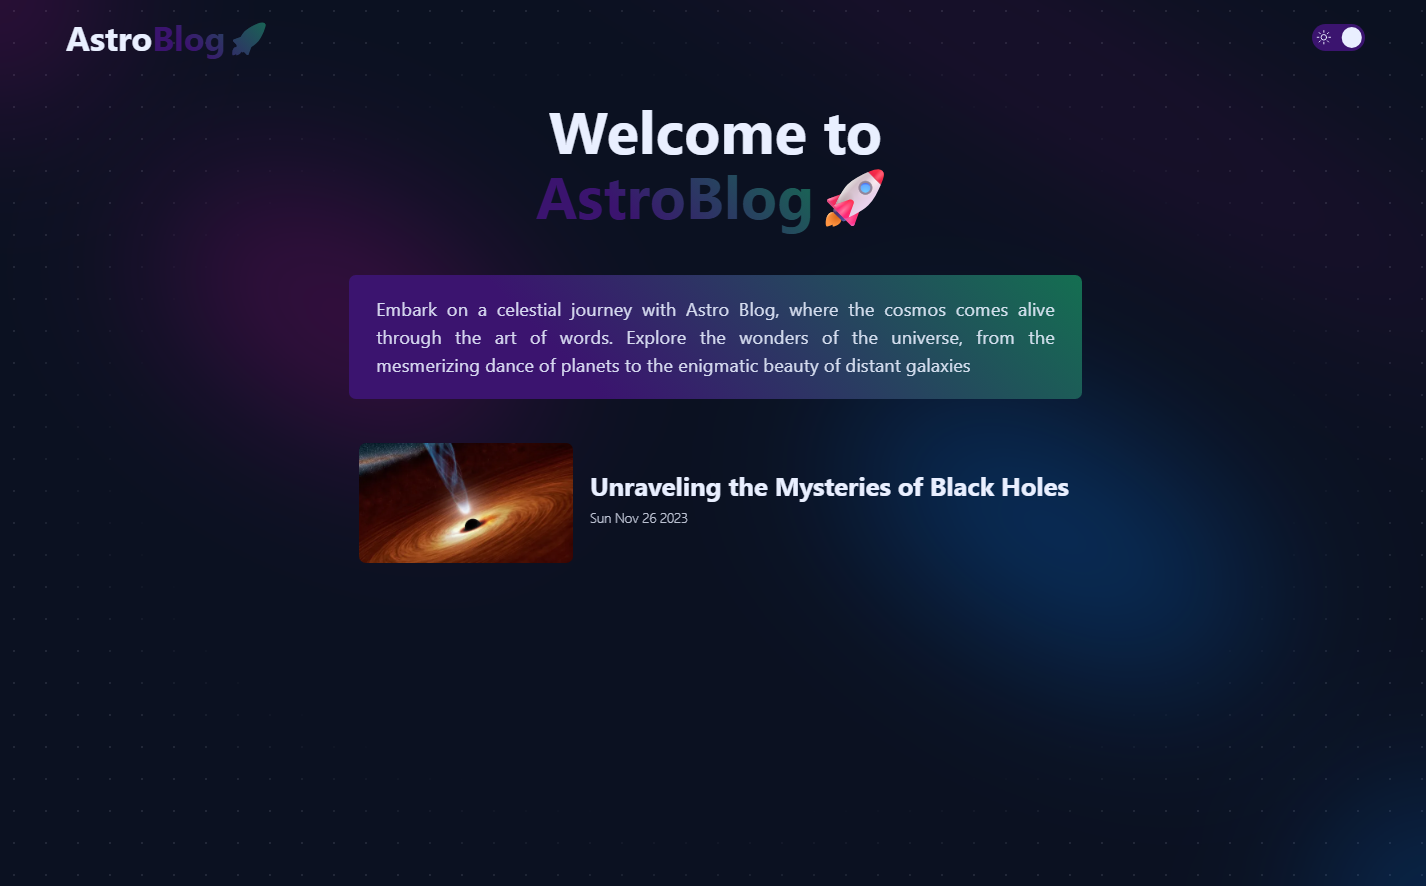 AstroBlog
Welcome to
AstroBlog
Embark on a celestial journey with Astro Blog, where the cosmos comes alive
through the art of words. Explore the wonders of the universe, from the
mesmerizing dance of planets to the enigmatic beauty of distant galaxies
Unraveling the Mysteries of Black Holes
Sun Nov 26 2023